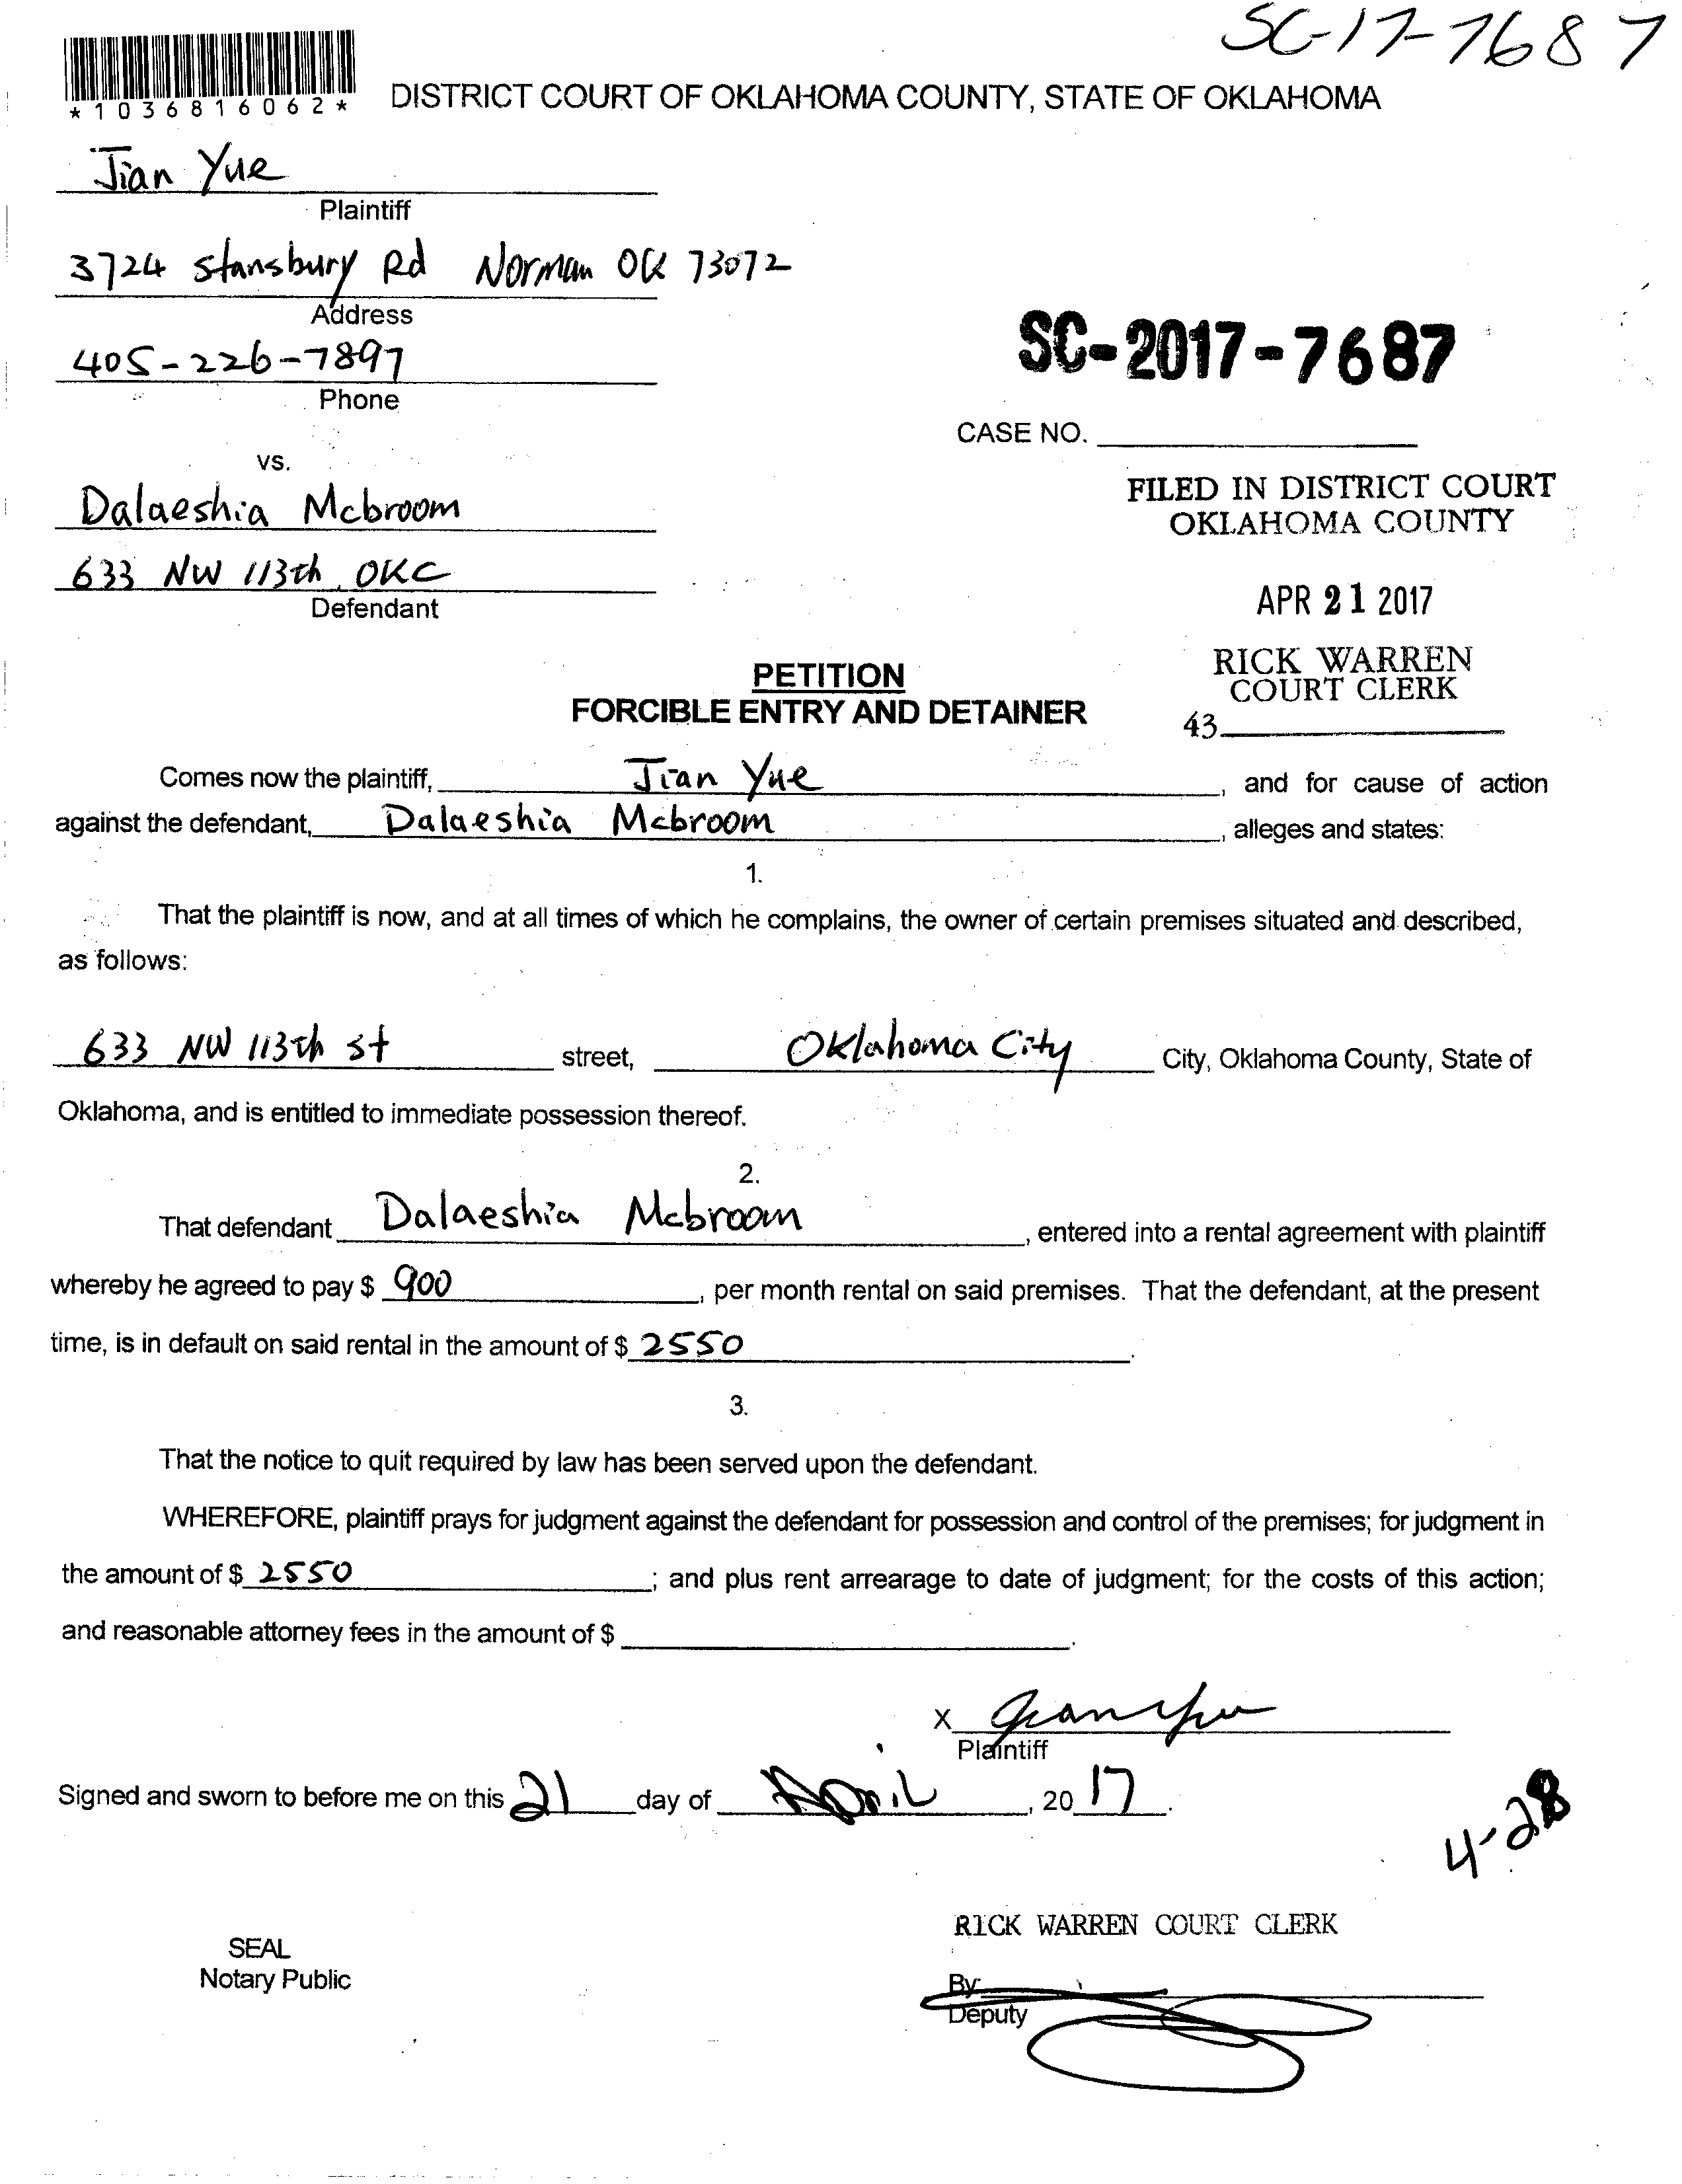 SC-17-7687
*1036816062*
DISTRICT COURT OF OKLAHOMA COUNTY, STATE OF OKLAHOMA
Jian Yue
Plaintiff
3724 Stansbury Rd Norman OK 73072
Address
405-226-7897
Phone
SC-2017-7687
CASE NO.
vs.
Dalaeshia Mcbroom
633 NW 113th, OKC
Defendant
FILED IN DISTRICT COURT
OKLAHOMA COUNTY
APR 21 2017
RICK WARREN
COURT CLERK
43
PETITION
FORCIBLE ENTRY AND DETAINER
Comes now the plaintiff, Jian Yue, and for cause of action
against the defendant, Dalaeshia Mcbroom, alleges and states:
1.
That the plaintiff is now, and at all times of which he complains, the owner of certain premises situated and described,
as follows:
633 NW 113th st street, Oklahoma City City, Oklahoma County, State of
Oklahoma, and is entitled to immediate possession thereof.
2.
That defendant Dalaeshia Mcbroom, entered into a rental agreement with plaintiff
whereby he agreed to pay $ 900, per month rental on said premises. That the defendant, at the present
time, is in default on said rental in the amount of $ 2550.
3.
That the notice to quit required by law has been served upon the defendant.
WHEREFORE, plaintiff prays for judgment against the defendant for possession and control of the premises; for judgment in
the amount of $ 2550; and plus rent arrearage to date of judgment; for the costs of this action;
and reasonable attorney fees in the amount of $ .
X Jian Yue
Plaintiff
Signed and sworn to before me on this 21 day of April, 20 17.
4-28
RICK WARREN COURT CLERK
SEAL
Notary Public
By:
Deputy